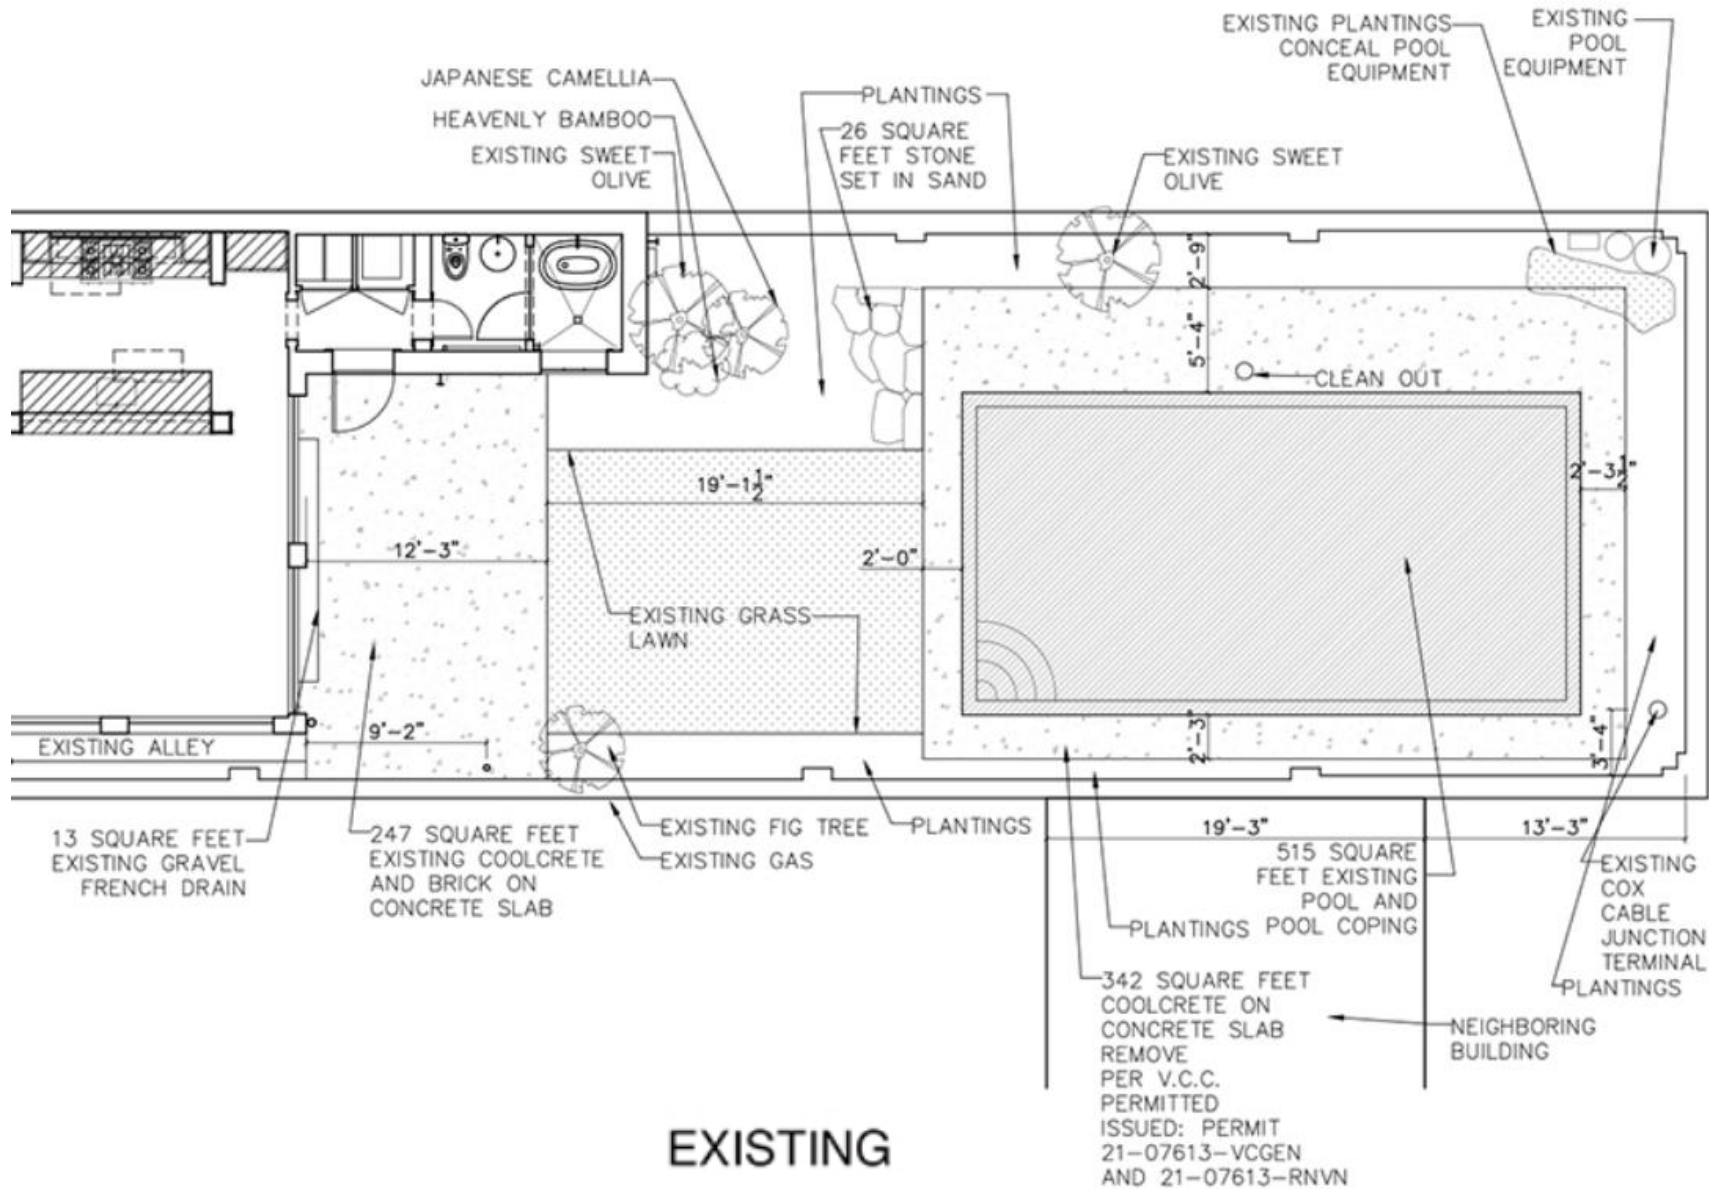 EXISTING PLANTINGS
CONCEAL POOL
EQUIPMENT
EXISTING
POOL
EQUIPMENT
JAPANESE CAMELLIA
HEAVENLY BAMBOO
EXISTING SWEET
OLIVE
PLANTINGS
26 SQUARE
FEET STONE
SET IN SAND
EXISTING SWEET
OLIVE
2'-9"
5'-4"
CLEAN OUT
2'-3½"
19'-1½"
12'-3"
2'-0"
EXISTING GRASS
LAWN
9'-2"
2'-3"
3'-4"
EXISTING ALLEY
13 SQUARE FEET
EXISTING GRAVEL
FRENCH DRAIN
247 SQUARE FEET
EXISTING COOLCRETE
AND BRICK ON
CONCRETE SLAB
EXISTING FIG TREE
EXISTING GAS
PLANTINGS
19'-3"
13'-3"
515 SQUARE
FEET EXISTING
POOL AND
POOL COPING
PLANTINGS
EXISTING
COX
CABLE
JUNCTION
TERMINAL
PLANTINGS
342 SQUARE FEET
COOLCRETE ON
CONCRETE SLAB
REMOVE
PER V.C.C.
PERMITTED
ISSUED: PERMIT
21-07613-VCGEN
AND 21-07613-RNVN
NEIGHBORING
BUILDING
EXISTING